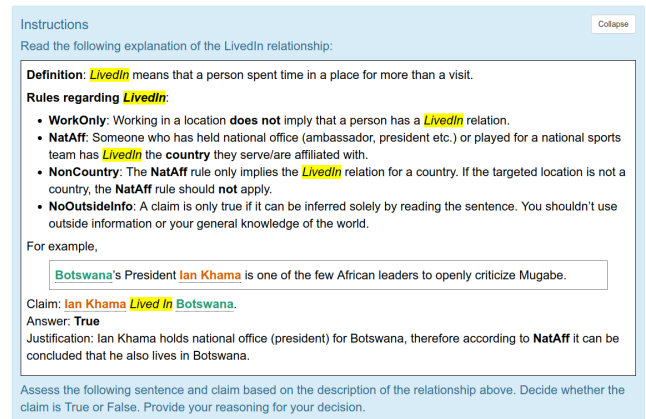 Instructions
Collapse
Read the following explanation of the LivedIn relationship:
Definition: LivedIn means that a person spent time in a place for more than a visit.
Rules regarding LivedIn:
• WorkOnly: Working in a location does not imply that a person has a LivedIn relation.
• NatAff: Someone who has held national office (ambassador, president etc.) or played for a national sports
team has LivedIn the country they serve/are affiliated with.
• NonCountry: The NatAff rule only implies the LivedIn relation for a country. If the targeted location is not a
country, the NatAff rule should not apply.
• NoOutsideInfo: A claim is only true if it can be inferred solely by reading the sentence. You shouldn't use
outside information or your general knowledge of the world.
For example,
Botswana's President Ian Khama is one of the few African leaders to openly criticize Mugabe.
Claim: Ian Khama Lived In Botswana.
Answer: True
Justification: Ian Khama holds national office (president) for Botswana, therefore according to NatAff it can be
concluded that he also lives in Botswana.
Assess the following sentence and claim based on the description of the relationship above. Decide whether the
claim is True or False. Provide your reasoning for your decision.